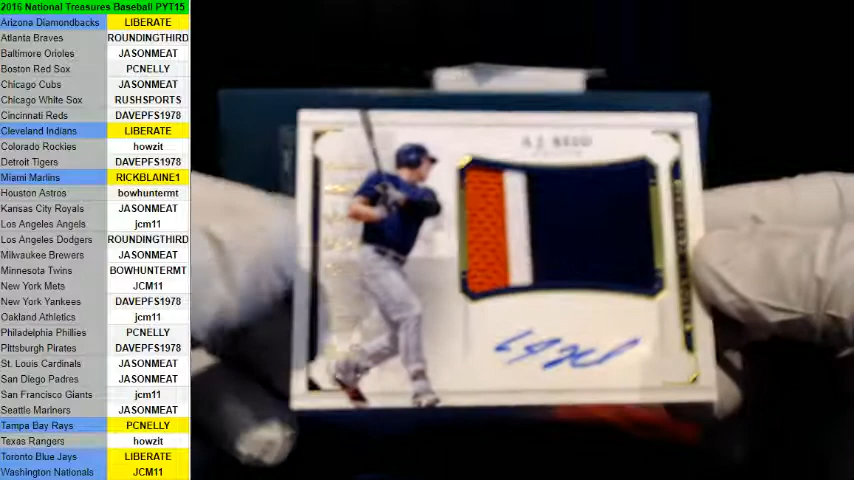 2016 National Treasures Baseball PYT15
Arizona Diamondbacks LIBERATE
Atlanta Braves ROUNDINGTHIRD
Baltimore Orioles JASONMEAT
Boston Red Sox PCNELLY
Chicago Cubs JASONMEAT
Chicago White Sox RUSHSPORTS
Cincinnati Reds DAVEPFS1978
Cleveland Indians LIBERATE
Colorado Rockies howzit
Detroit Tigers DAVEPFS1978
Miami Marlins RICKBLAINE1
Houston Astros bowhuntermt
Kansas City Royals JASONMEAT
Los Angeles Angels jcm11
Los Angeles Dodgers ROUNDINGTHIRD
Milwaukee Brewers JASONMEAT
Minnesota Twins BOWHUNTERMT
New York Mets JCM11
New York Yankees DAVEPFS1978
Oakland Athletics jcm11
Philadelphia Phillies PCNELLY
Pittsburgh Pirates DAVEPFS1978
St. Louis Cardinals JASONMEAT
San Diego Padres JASONMEAT
San Francisco Giants jcm11
Seattle Mariners JASONMEAT
Tampa Bay Rays PCNELLY
Texas Rangers howzit
Toronto Blue Jays LIBERATE
Washington Nationals JCM11
A.J. REED